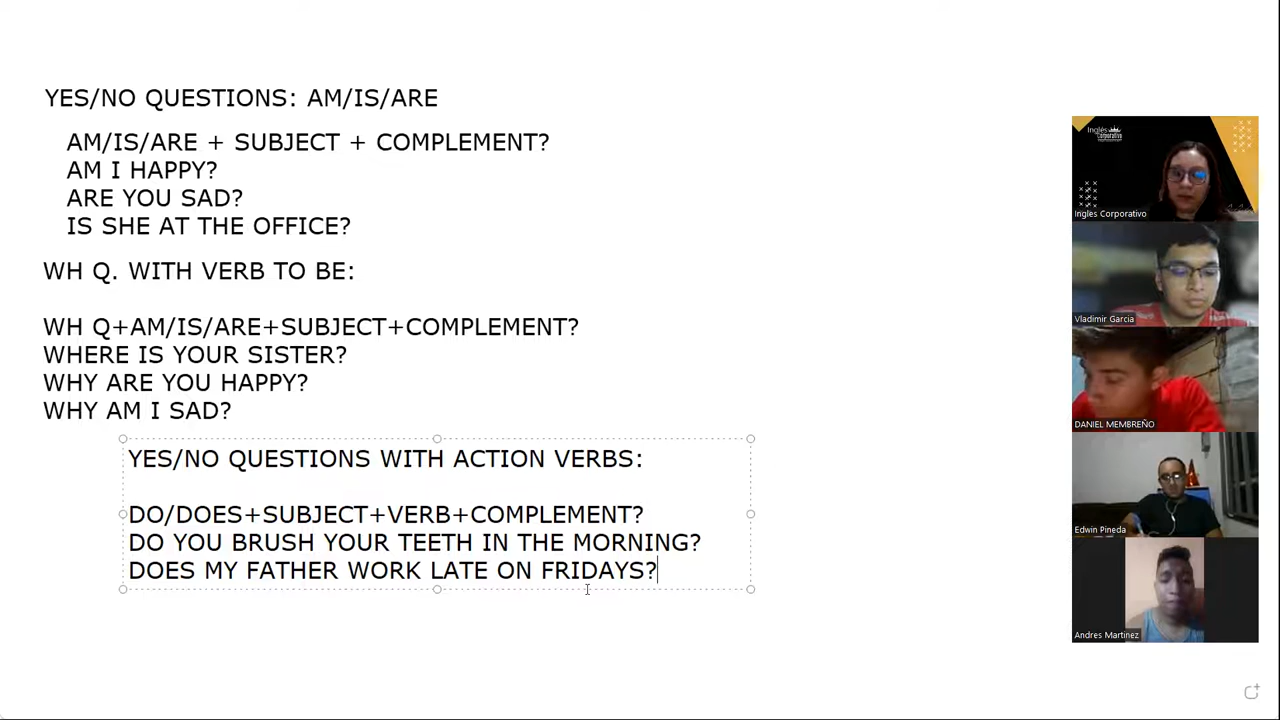 YES/NO QUESTIONS: AM/IS/ARE
AM/IS/ARE + SUBJECT + COMPLEMENT?
AM I HAPPY?
ARE YOU SAD?
IS SHE AT THE OFFICE?
WH Q. WITH VERB TO BE:
WH Q+AM/IS/ARE+SUBJECT+COMPLEMENT?
WHERE IS YOUR SISTER?
WHY ARE YOU HAPPY?
WHY AM I SAD?
YES/NO QUESTIONS WITH ACTION VERBS:
DO/DOES+SUBJECT+VERB+COMPLEMENT?
DO YOU BRUSH YOUR TEETH IN THE MORNING?
DOES MY FATHER WORK LATE ON FRIDAYS?
Inglés
Corporativo
Ingles Corporativo
Vladimir Garcia
DANIEL MEMBREÑO
Edwin Pineda
Andres Martinez